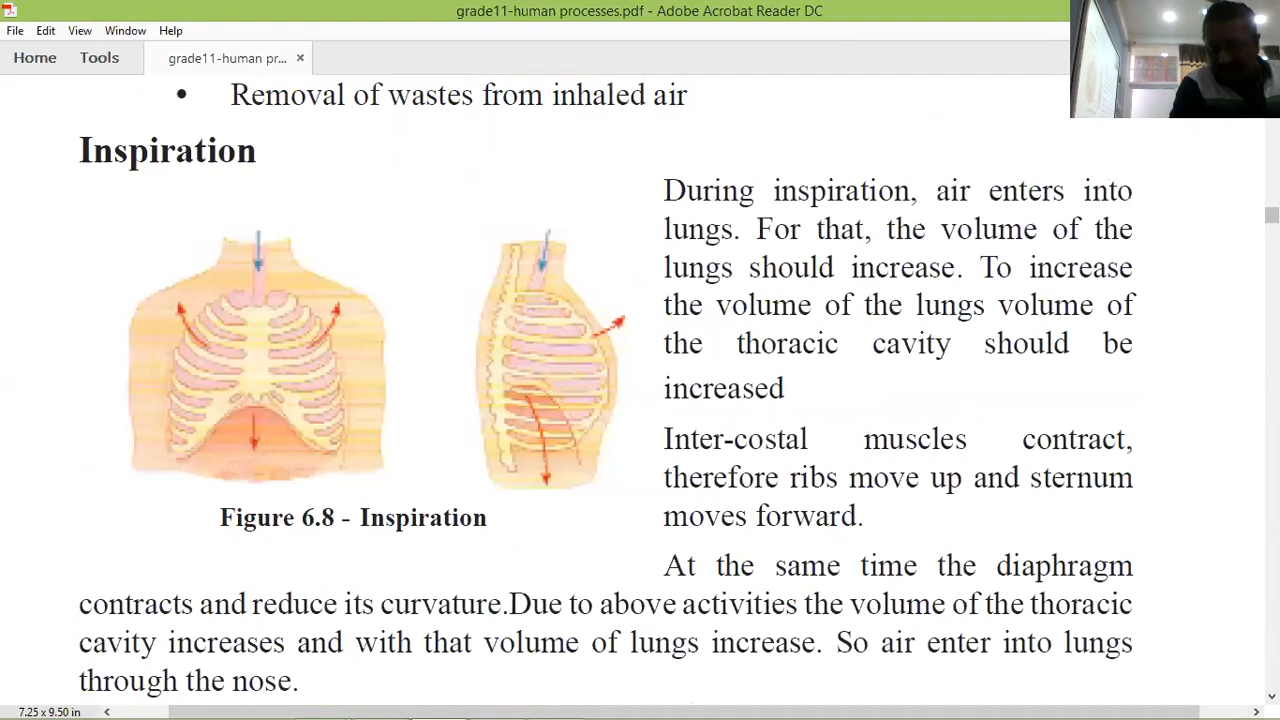 grade11-human processes.pdf - Adobe Acrobat Reader DC
File Edit View Window Help
Home Tools grade11-human pr... ×
• Removal of wastes from inhaled air
Inspiration
During inspiration, air enters into
lungs. For that, the volume of the
lungs should increase. To increase
the volume of the lungs volume of
the thoracic cavity should be
increased
Inter-costal muscles contract,
therefore ribs move up and sternum
moves forward.
Figure 6.8 - Inspiration
At the same time the diaphragm
contracts and reduce its curvature.Due to above activities the volume of the thoracic
cavity increases and with that volume of lungs increase. So air enter into lungs
through the nose.
7.25 x 9.50 in